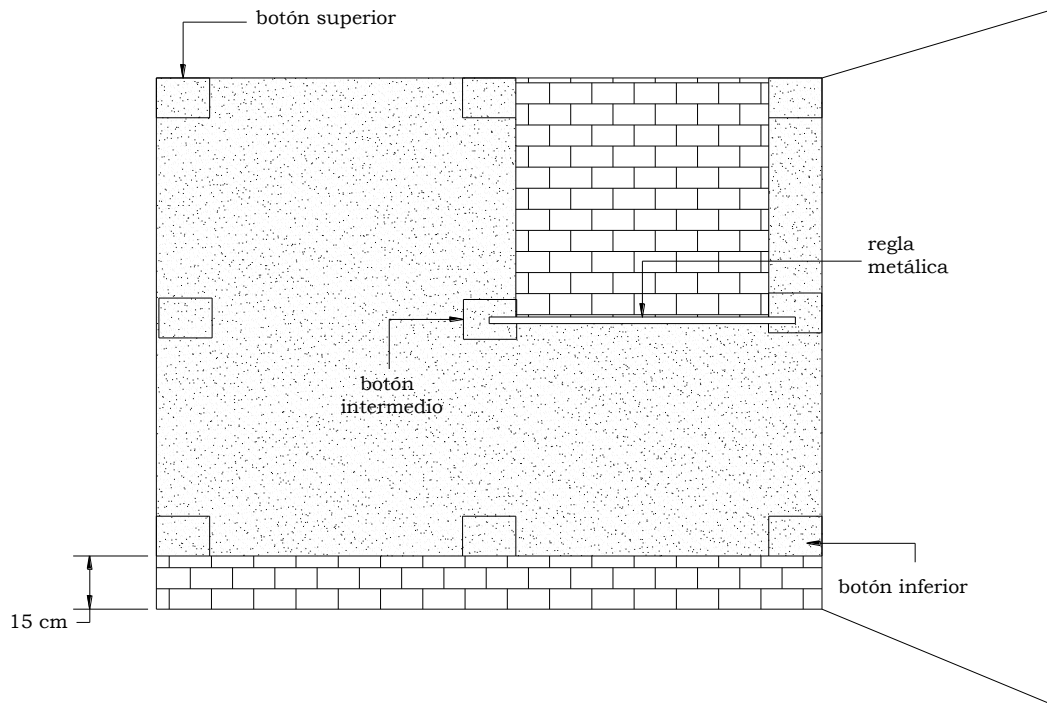 botón superior
regla
metálica
botón
intermedio
botón inferior
15 cm